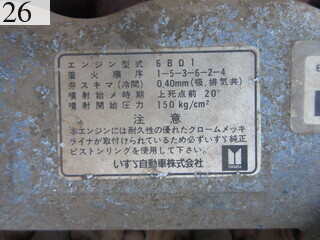 26
エンジン型式 6BD1
着火順序 1-5-3-6-2-4
弁スキマ(冷間) 0.40mm(吸、排気共)
噴射始メ時期 上死点前 20°
噴射開始圧力 150kg/cm²
注意
本エンジンには耐久性の優れたクロームメッキ
ライナが取付けられているため必ずいすゞ純正
ピストンリングを使用して下さい。
いすゞ自動車株式会社
ISUZU